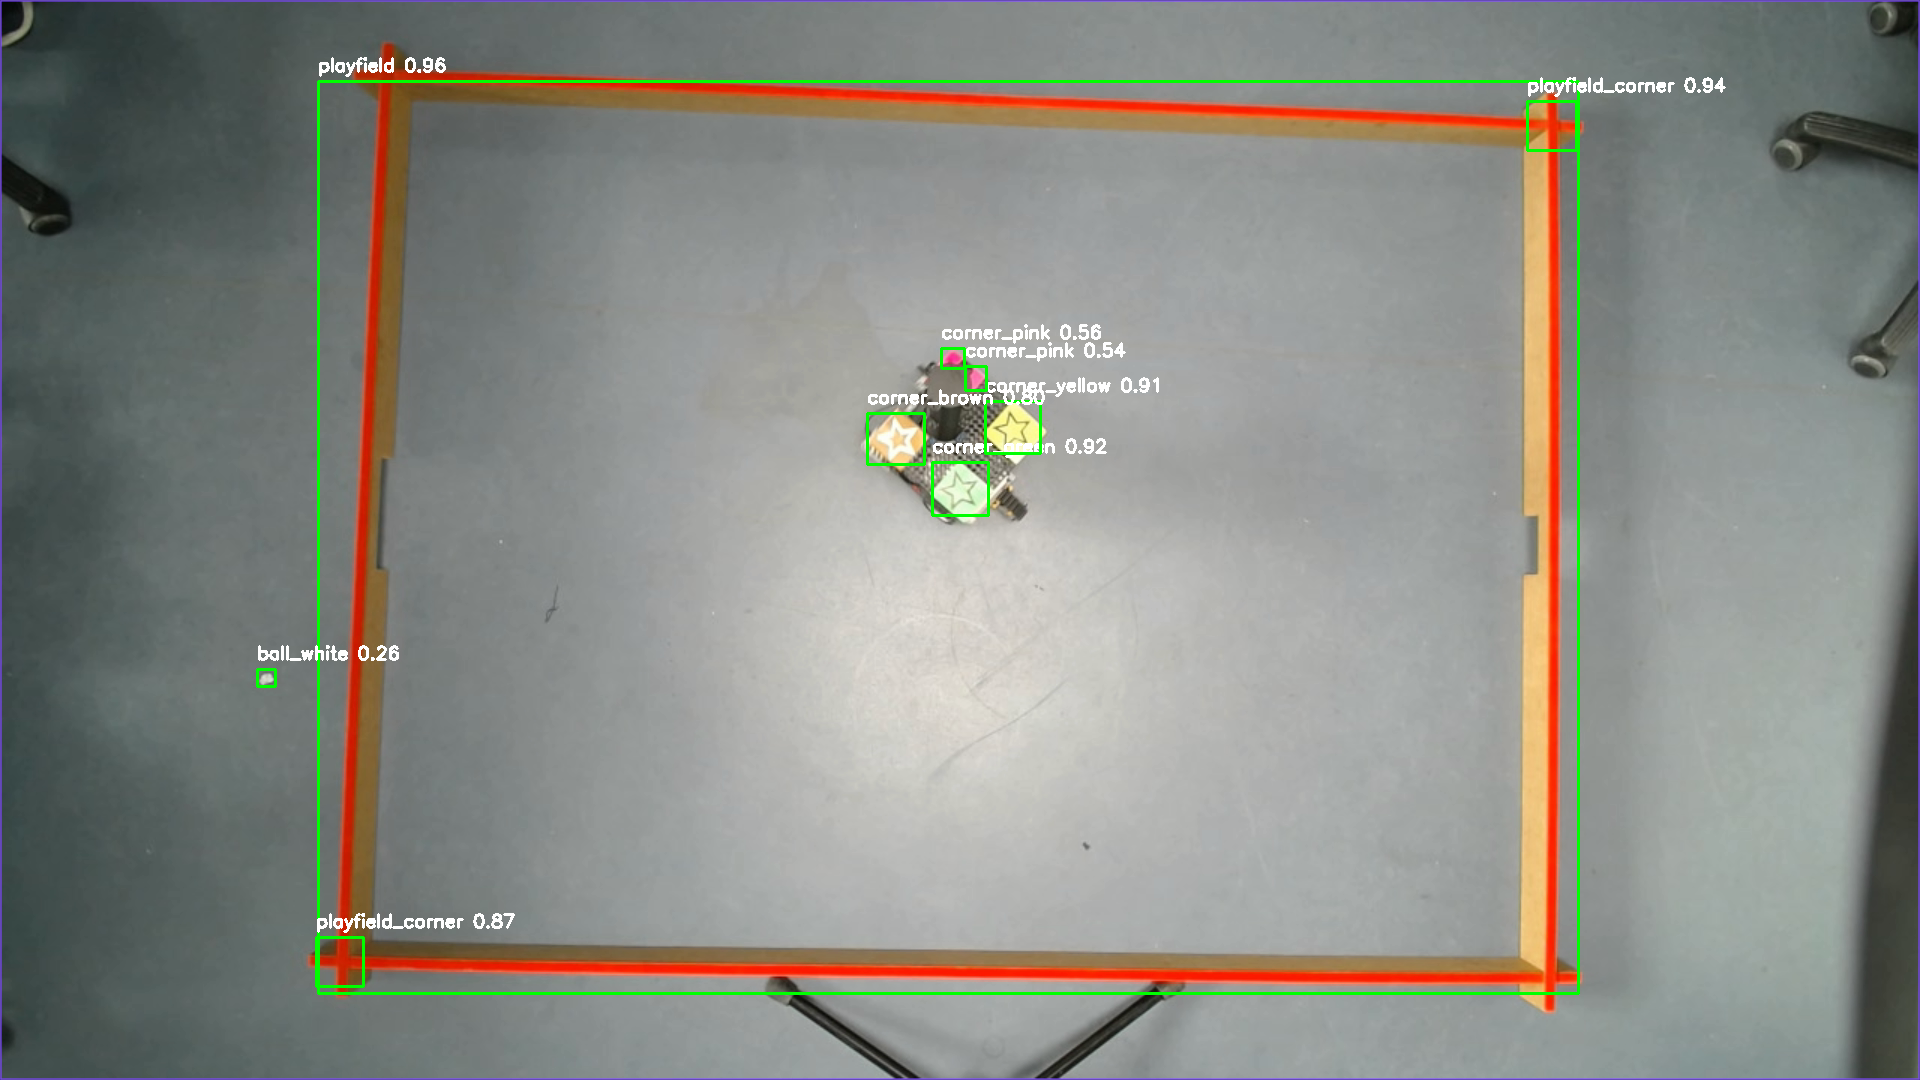 playfield 0.96
playfield_corner 0.94
corner_pink 0.56
corner_pink 0.54
corner_yellow 0.91
corner_brown 0.80
corner_green 0.92
ball_white 0.26
playfield_corner 0.87